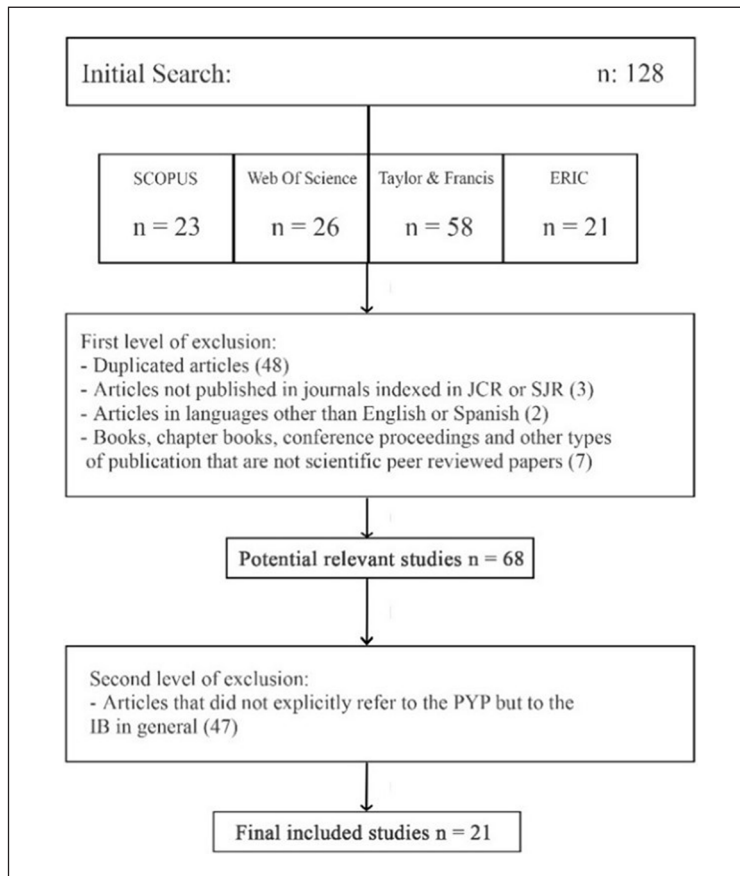 Initial Search: n: 128
SCOPUS Web Of Science Taylor & Francis ERIC
n = 23 n = 26 n = 58 n = 21
First level of exclusion:
- Duplicated articles (48)
- Articles not published in journals indexed in JCR or SJR (3)
- Articles in languages other than English or Spanish (2)
- Books, chapter books, conference proceedings and other types
of publication that are not scientific peer reviewed papers (7)
Potential relevant studies n = 68
Second level of exclusion:
- Articles that did not explicitly refer to the PYP but to the
IB in general (47)
Final included studies n = 21